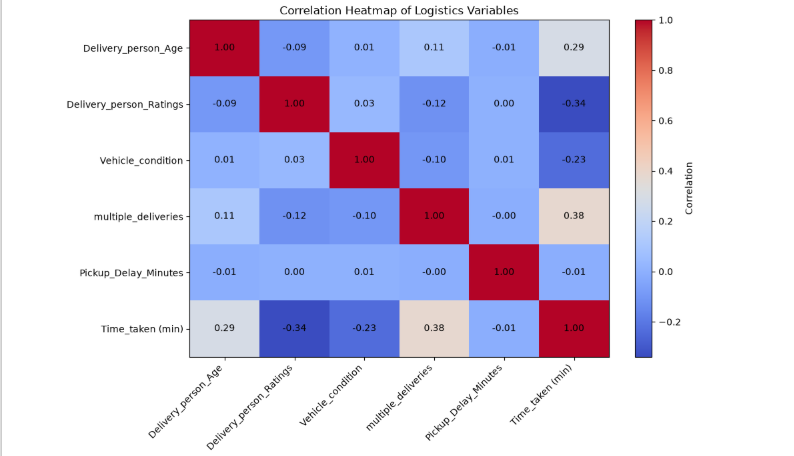 Correlation Heatmap of Logistics Variables
Delivery_person_Age 1.00 -0.09 0.01 0.11 -0.01 0.29
Delivery_person_Ratings -0.09 1.00 0.03 -0.12 0.00 -0.34
Vehicle_condition 0.01 0.03 1.00 -0.10 0.01 -0.23
multiple_deliveries 0.11 -0.12 -0.10 1.00 -0.00 0.38
Pickup_Delay_Minutes -0.01 0.00 0.01 -0.00 1.00 -0.01
Time_taken (min) 0.29 -0.34 -0.23 0.38 -0.01 1.00
Delivery_person_Age
Delivery_person_Ratings
Vehicle_condition
multiple_deliveries
Pickup_Delay_Minutes
Time_taken (min)
1.0
0.8
0.6
0.4
0.2
0.0
−0.2
Correlation